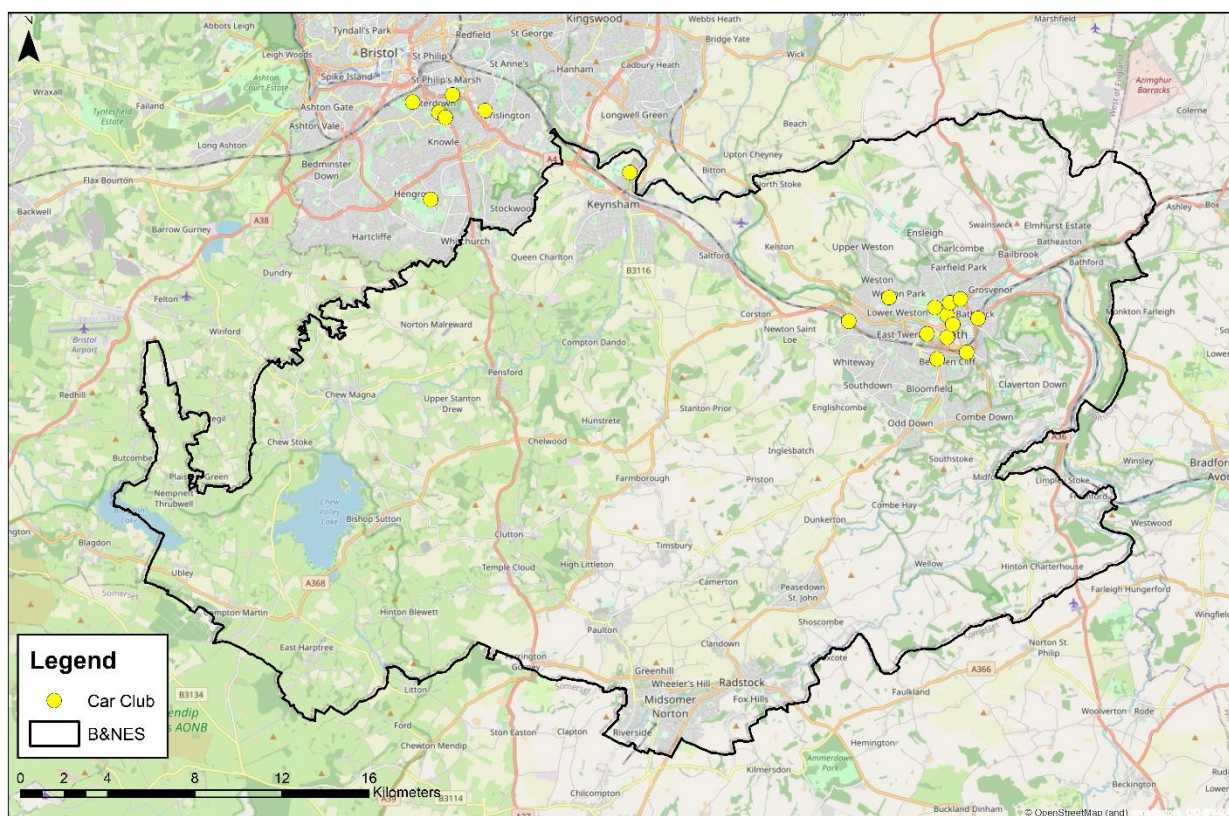 N
Abbots Leigh
Tyndall's Park
Redfield
Kingswood
St George
Webbs Heath
Marshfield
Leigh Woods
Bristol
St Philip's
Bridge Yate
Wick
St Anne's
Hanham
Cadbury Heath
Spike Island
St Philip's Marsh
Wraxall
Failand
Ashton Gate
Azimghur Barracks
West of England
Colerne
Tyntesfield Estate
Ashton Court Estate
Ashton Vale
Longwell Green
Beach
Long Ashton
Knowle
A4
Upton Cheyney
Bitton
Bedminster Down
North Stoke
Flax Bourton
Stockwood
Keynsham
Swainswick
Ashley
Box
Backwell
A38
Hartcliffe
Ensleigh
Elmhurst Estate
Barrow Gurney
Kelston
Upper Weston
Charlcombe
Batheaston
Queen Charlton
Saltford
Bailbrook
Bathford
Dundry
B3116
Weston
Fairfield Park
Felton
Grosvenor
Norton Malreward
Corston
Lower Weston
Monkton Farleigh
Winford
Newton Saint Loe
Bristol Airport
Compton Dando
Whiteway
Pensford
Southdown
Redhill
Bloomfield
Claverton Down
Chew Magna
Upper Stanton Drew
Stanton Prior
Englishcombe
Combe Down
Hunstrete
Odd Down
Chew Stoke
Chelwood
Inglesbatch
A36
Butcombe
Southstoke
Winsley
Nempnett Thrubwell
Farmborough
Priston
Limpley Stoke
Bradford
Chew Valley Lake
Combe Hay
Bishop Sutton
Dunkerton
Westwood
Clutton
Timsbury
Blagdon
Wellow
Ubley
A368
Temple Cloud
High Littleton
Camerton
Hinton Charterhouse
Somerset
Peasedown St. John
Farleigh Hungerford
Compton Martin
Hinton Blewett
Shoscombe
Wingfield
Paulton
Clandown
East Harptree
Norton St. Philip
Greenhill
A366
Legend
Wheeler's Hill
Radstock
Litton
Faulkland
Car Club
B3134
Midsomer Norton
Fox Hills
Woolverton
Rode
B&NES
Ford
Ston Easton
Clapton
Riverside
Hemington
Chewton Mendip
Kilmersdon
Ammerdown Park
Beckington
0 2 4 8 12 16
Kilometers
B3114
Chilcompton
Buckland Dinham
© OpenStreetMap (and)